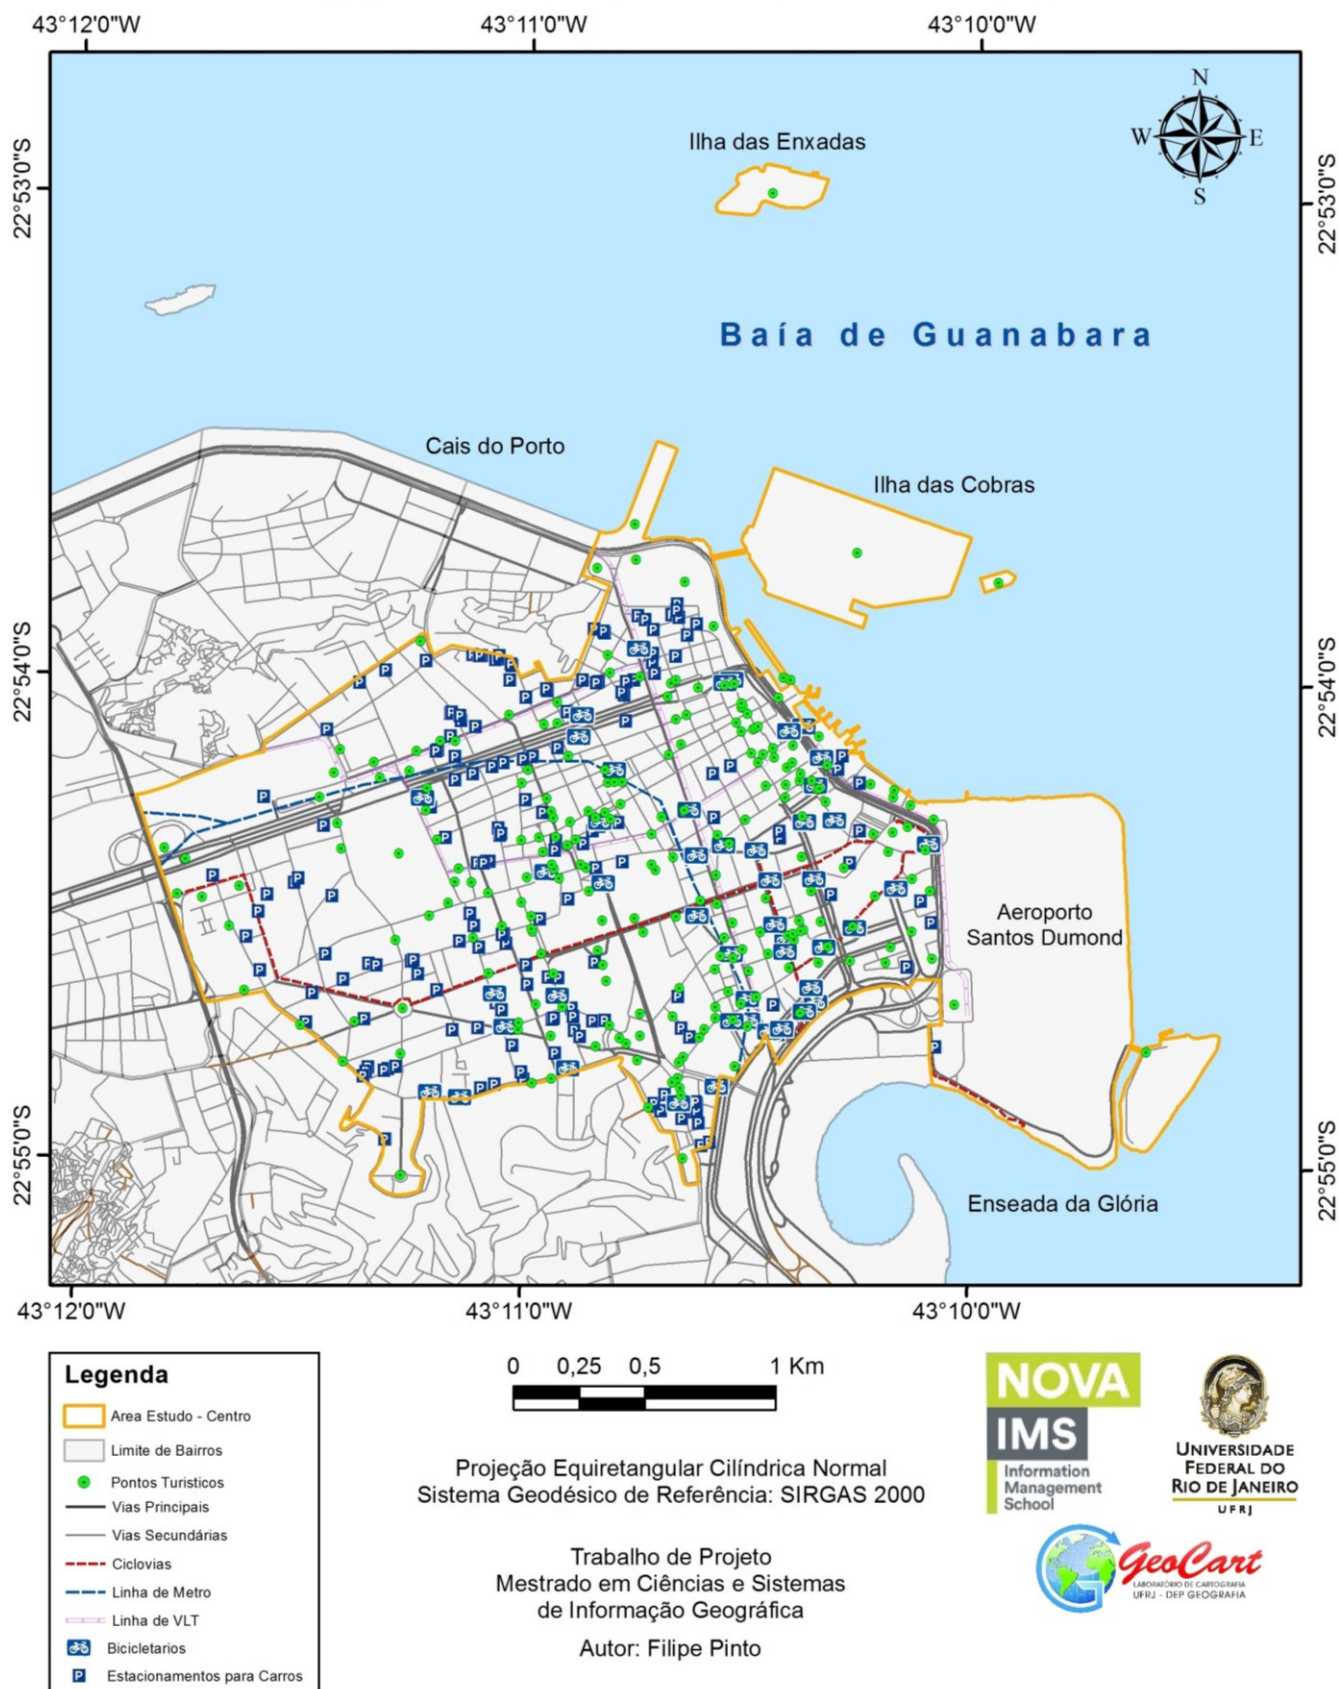 43°12'0"W
43°11'0"W
43°10'0"W
N
W
E
S
Ilha das Enxadas
22°53'0"S
22°53'0"S
Baía de Guanabara
Cais do Porto
Ilha das Cobras
22°54'0"S
22°54'0"S
Aeroporto
Santos Dumond
22°55'0"S
22°55'0"S
Enseada da Glória
43°12'0"W
43°11'0"W
43°10'0"W
Legenda
Area Estudo - Centro
Limite de Bairros
Pontos Turisticos
Vias Principais
Vias Secundárias
Ciclovias
Linha de Metro
Linha de VLT
Bicicletarios
P Estacionamentos para Carros
0 0,25 0,5 1 Km
Projeção Equiretangular Cilíndrica Normal
Sistema Geodésico de Referência: SIRGAS 2000
Trabalho de Projeto
Mestrado em Ciências e Sistemas
de Informação Geográfica
Autor: Filipe Pinto
NOVA
IMS
Information
Management
School
UNIVERSIDADE
FEDERAL DO
RIO DE JANEIRO
UFRJ
GeoCart
LABORATÓRIO DE CARTOGRAFIA
UFRJ - DEP GEOGRAFIA